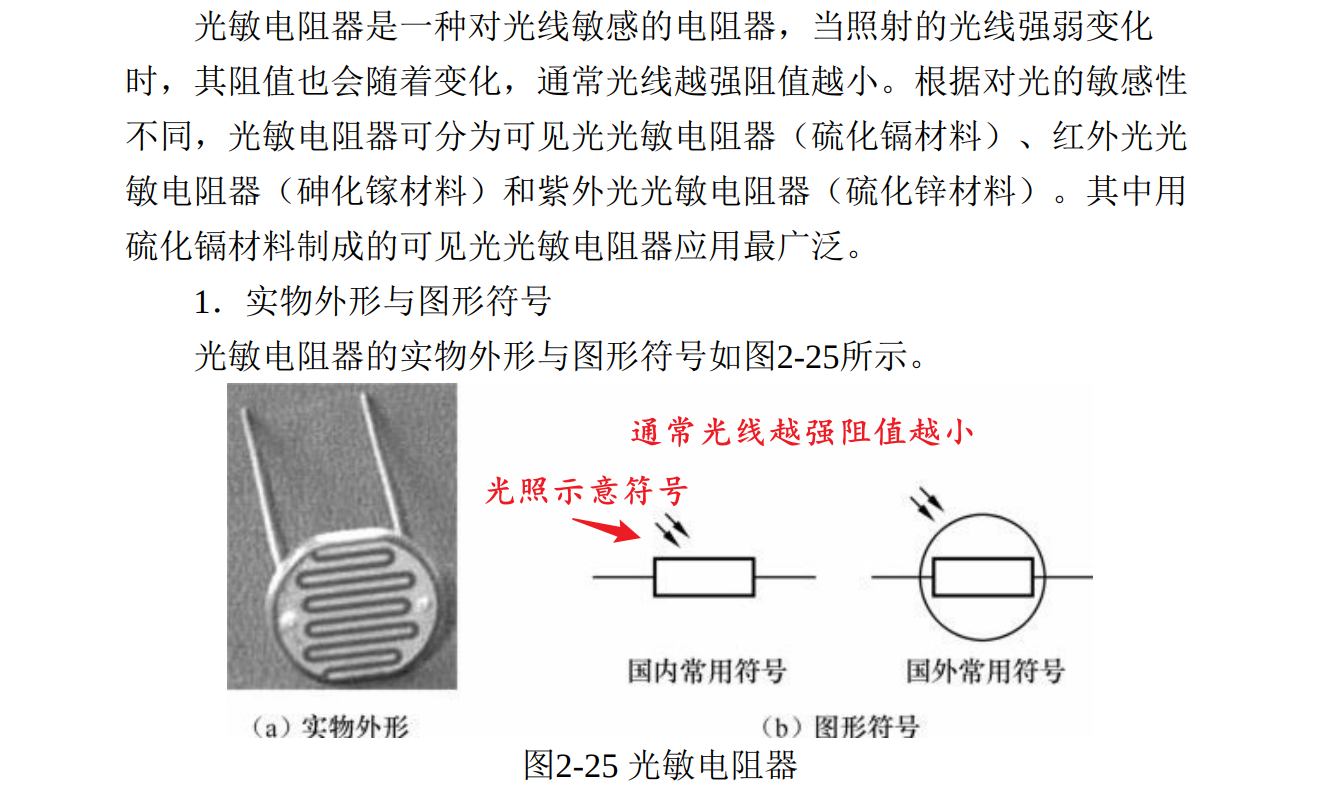 光敏电阻器是一种对光线敏感的电阻器，当照射的光线强弱变化
时，其阻值也会随着变化，通常光线越强阻值越小。根据对光的敏感性
不同，光敏电阻器可分为可见光光敏电阻器（硫化镉材料）、红外光光
敏电阻器（砷化镓材料）和紫外光光敏电阻器（硫化锌材料）。其中用
硫化镉材料制成的可见光光敏电阻器应用最广泛。
1．实物外形与图形符号
光敏电阻器的实物外形与图形符号如图2-25所示。
通常光线越强阻值越小
光照示意符号
国内常用符号
国外常用符号
（a）实物外形
（b）图形符号
图2-25 光敏电阻器